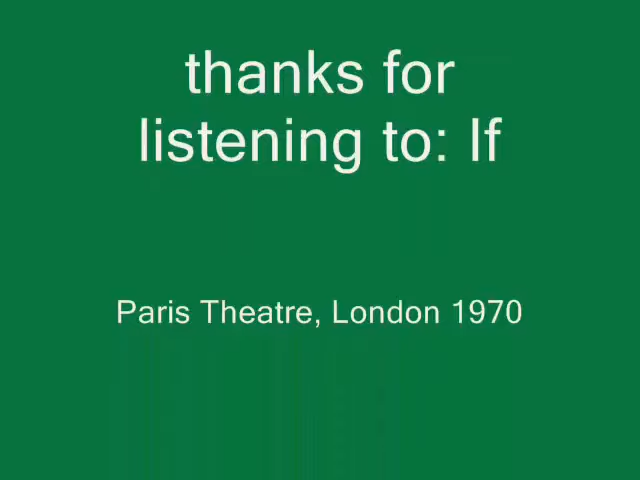 thanks for
listening to: If
Paris Theatre, London 1970